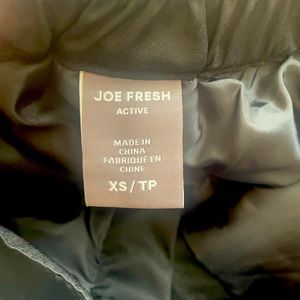 JOE FRESH
ACTIVE
MADE IN
CHINA
FABRIQUÉ EN
CHINE
XS/TP